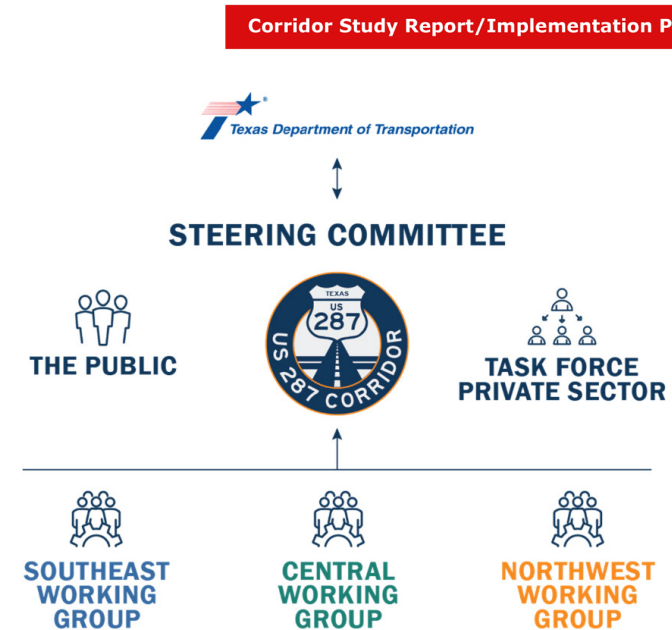 Corridor Study Report/Implementation P
Texas Department of Transportation
STEERING COMMITTEE
TEXAS
US
287
US 287 CORRIDOR
THE PUBLIC
TASK FORCE
PRIVATE SECTOR
SOUTHEAST
WORKING
GROUP
CENTRAL
WORKING
GROUP
NORTHWEST
WORKING
GROUP